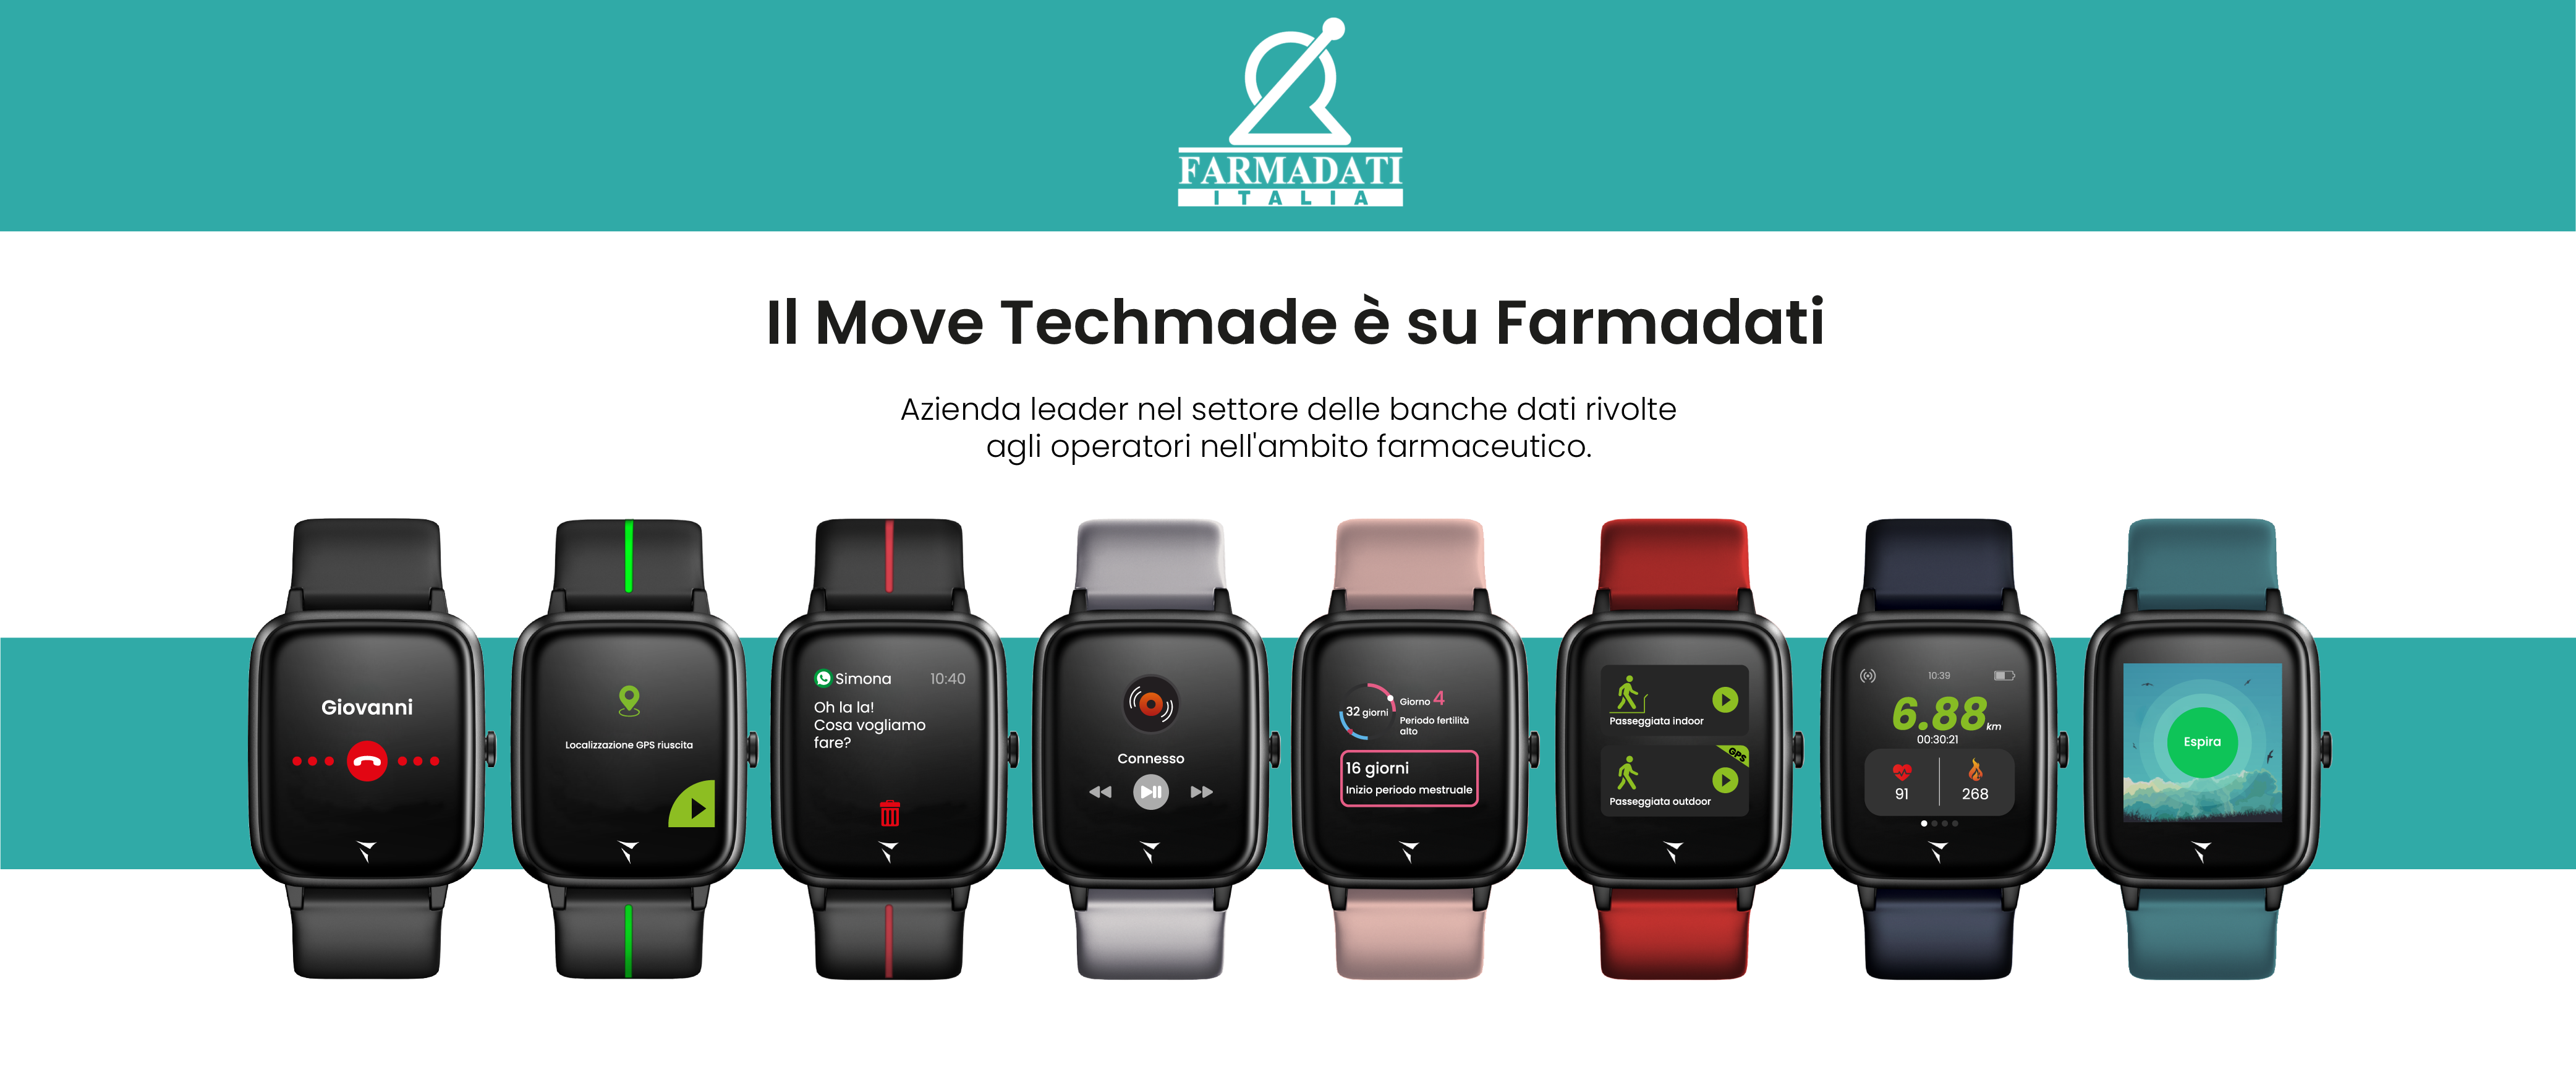 FARMADATI
ITALIA
Il Move Techmade è su Farmadati
Azienda leader nel settore delle banche dati rivolte
agli operatori nell'ambito farmaceutico.
Giovanni
Localizzazione GPS riuscita
Simona 10:40
Oh la la!
Cosa vogliamo
fare?
Connesso
32 giorni
Giorno 4
Periodo fertilità
alto
16 giorni
Inizio periodo mestruale
Passeggiata indoor
GPS
Passeggiata outdoor
10:39
6.88 km
00:30:21
91 268
Espira